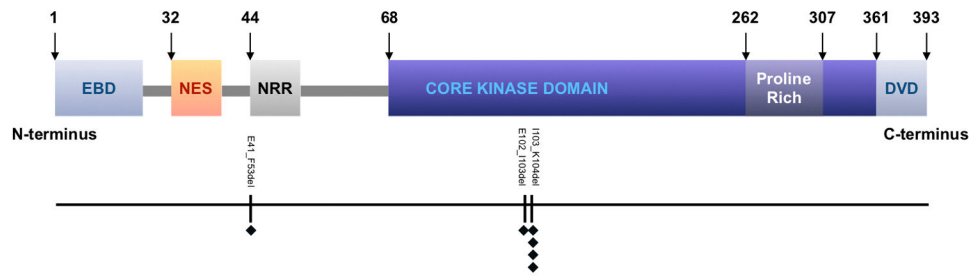 1 32 44 68 262 307 361 393
EBD NES NRR CORE KINASE DOMAIN Proline Rich DVD
N-terminus C-terminus
E41_F53del
E102_I103del
I103_K104del